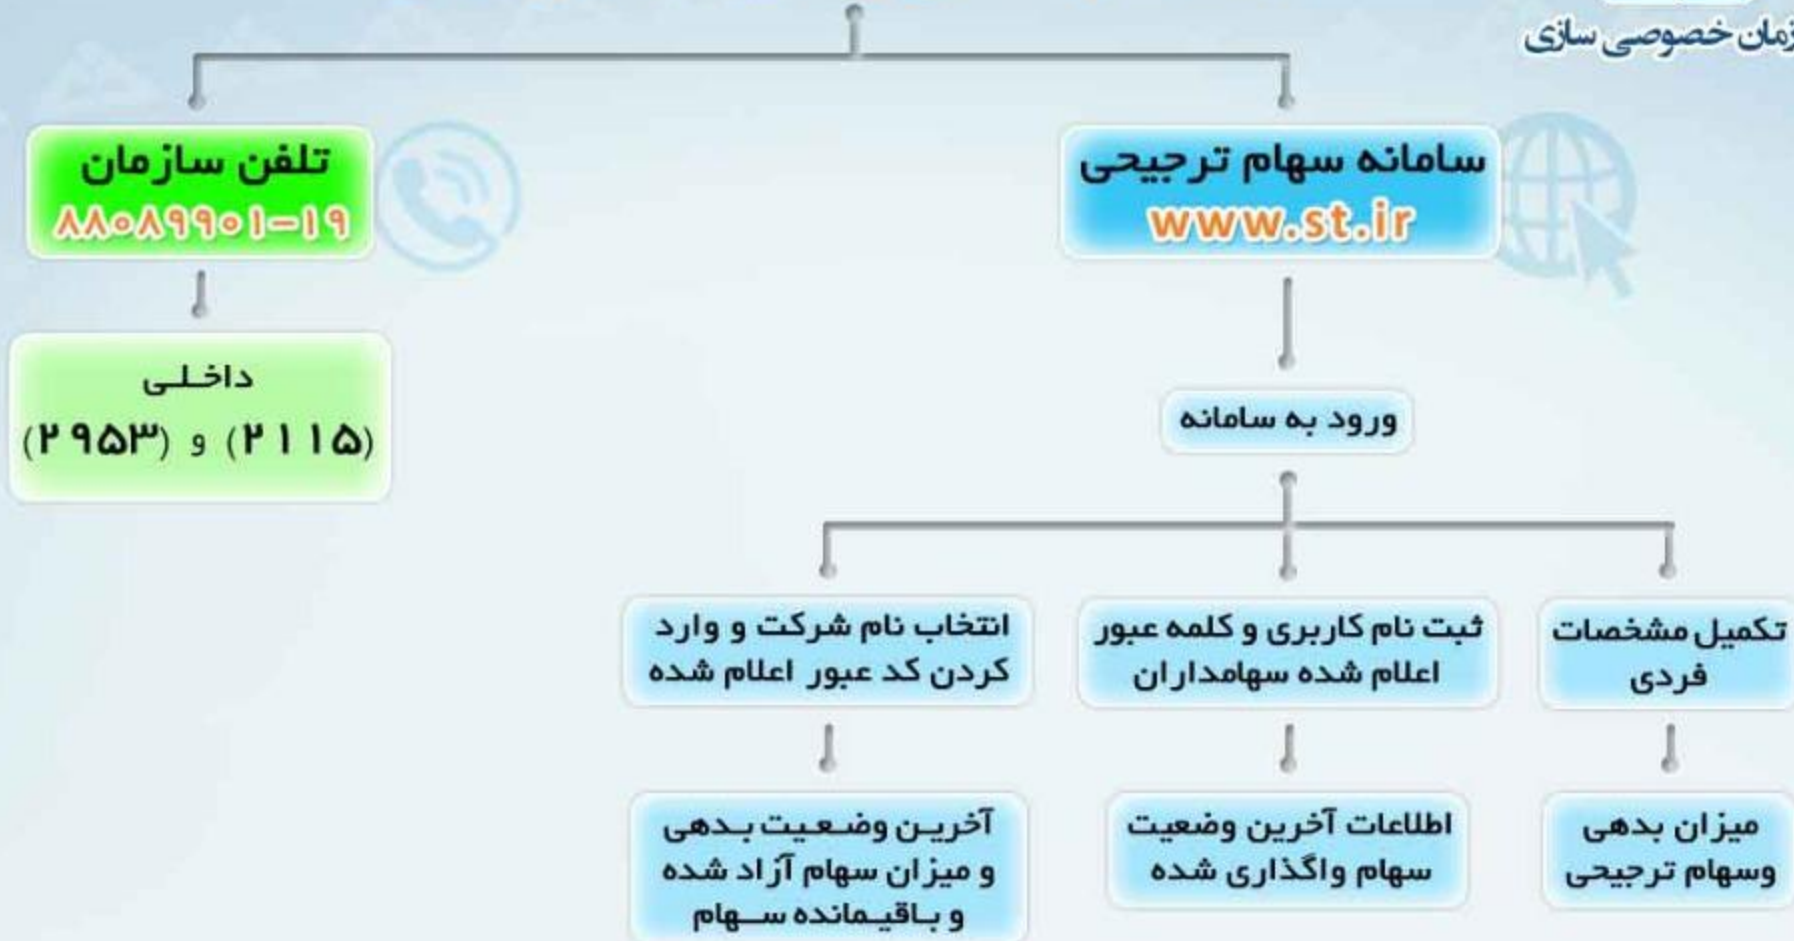 خصوصی سازی
سامانه سهام ترجیحی
www.st.ir
تلفن سازمان
۸۸۰۸۹۹۰۱-۱۹
داخلی
(۲۱۱۵) و (۲۹۵۳)
ورود به سامانه
تکمیل مشخصات
فردی
ثبت نام کاربری و کلمه عبور
اعلام شده سهامداران
انتخاب نام شرکت و وارد
کردن کد عبور اعلام شده
میزان بدهی
وسهام ترجیحی
اطلاعات آخرین وضعیت
سهام واگذاری شده
آخرین وضعیت بدهی
و میزان سهام آزاد شده
و باقیمانده سهام